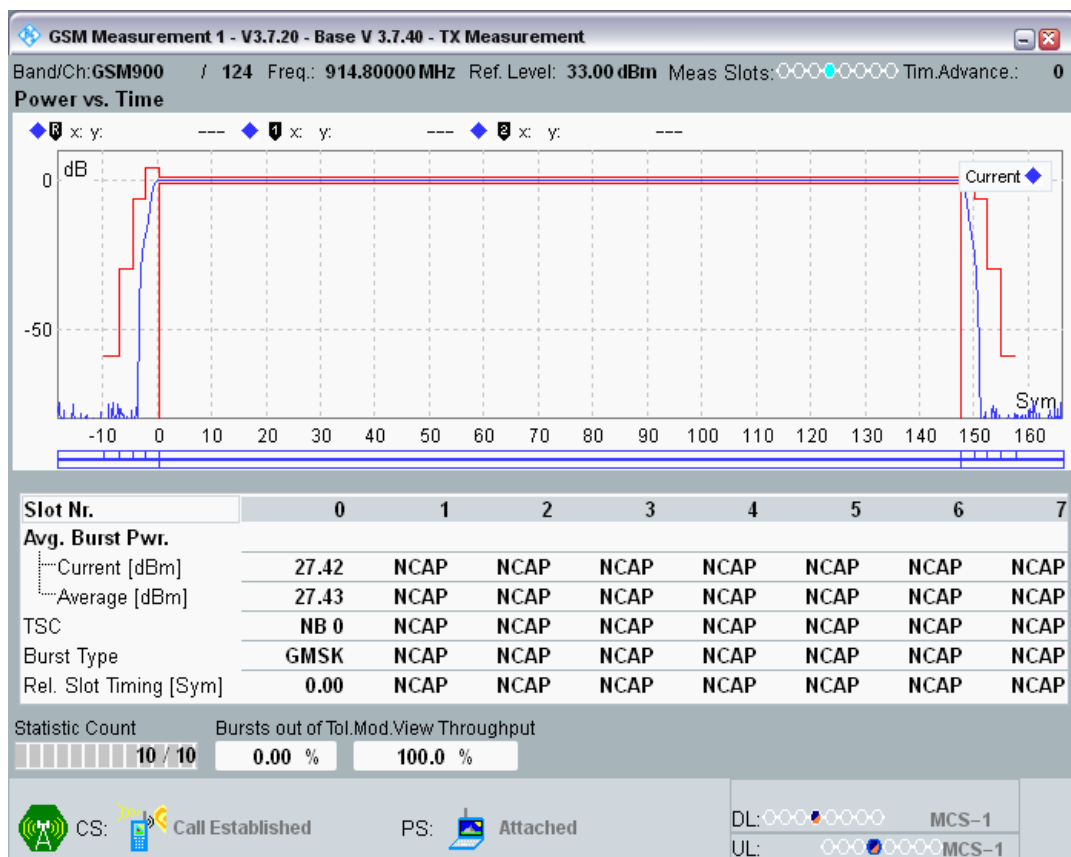 GSM Measurement 1 - V3.7.20 - Base V 3.7.40 - TX Measurement
Band/Ch:GSM900 / 124 Freq.: 914.80000 MHz Ref. Level: 33.00 dBm Meas Slots: Tim.Advance.: 0
Power vs. Time
R x: y: --- 1 x: y: --- 2 x: y: ---
dB
Current
0
-50
Sym
-10 0 10 20 30 40 50 60 70 80 90 100 110 120 130 140 150 160
Slot Nr. 0 1 2 3 4 5 6 7
Avg. Burst Pwr.
Current [dBm] 27.42 NCAP NCAP NCAP NCAP NCAP NCAP NCAP
Average [dBm] 27.43 NCAP NCAP NCAP NCAP NCAP NCAP NCAP
TSC NB 0 NCAP NCAP NCAP NCAP NCAP NCAP NCAP
Burst Type GMSK NCAP NCAP NCAP NCAP NCAP NCAP NCAP
Rel. Slot Timing [Sym] 0.00 NCAP NCAP NCAP NCAP NCAP NCAP NCAP
Statistic Count Bursts out of Tol.Mod.View Throughput
10 / 10 0.00 % 100.0 %
CS: Call Established PS: Attached DL: MCS-1
UL: MCS-1